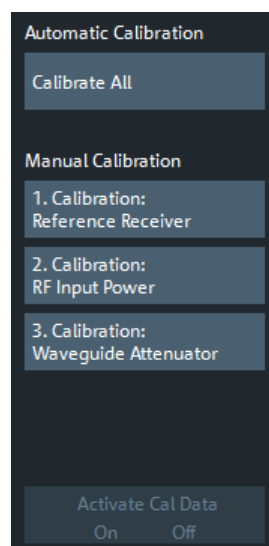 Automatic Calibration
Calibrate All
Manual Calibration
1. Calibration:
Reference Receiver
2. Calibration:
RF Input Power
3. Calibration:
Waveguide Attenuator
Activate Cal Data
On Off